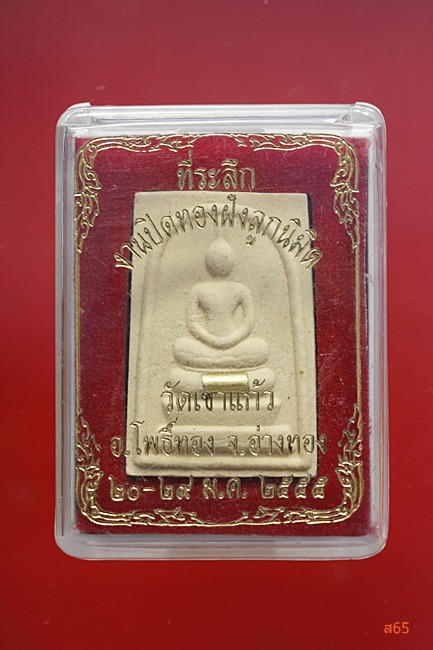 ที่ระลึก
งานปิดทองฝังลูกนิมิต
วัดเขาแก้ว
อ.โพธิ์ทอง จ.อ่างทอง
๒๐-๒๙ ม.ค. ๒๕๕๕
ส65